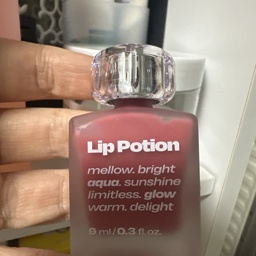 Lip Potion
mellow. bright
aqua. sunshine
limitless. glow
warm. delight
9 ml/0.3 fl.oz.